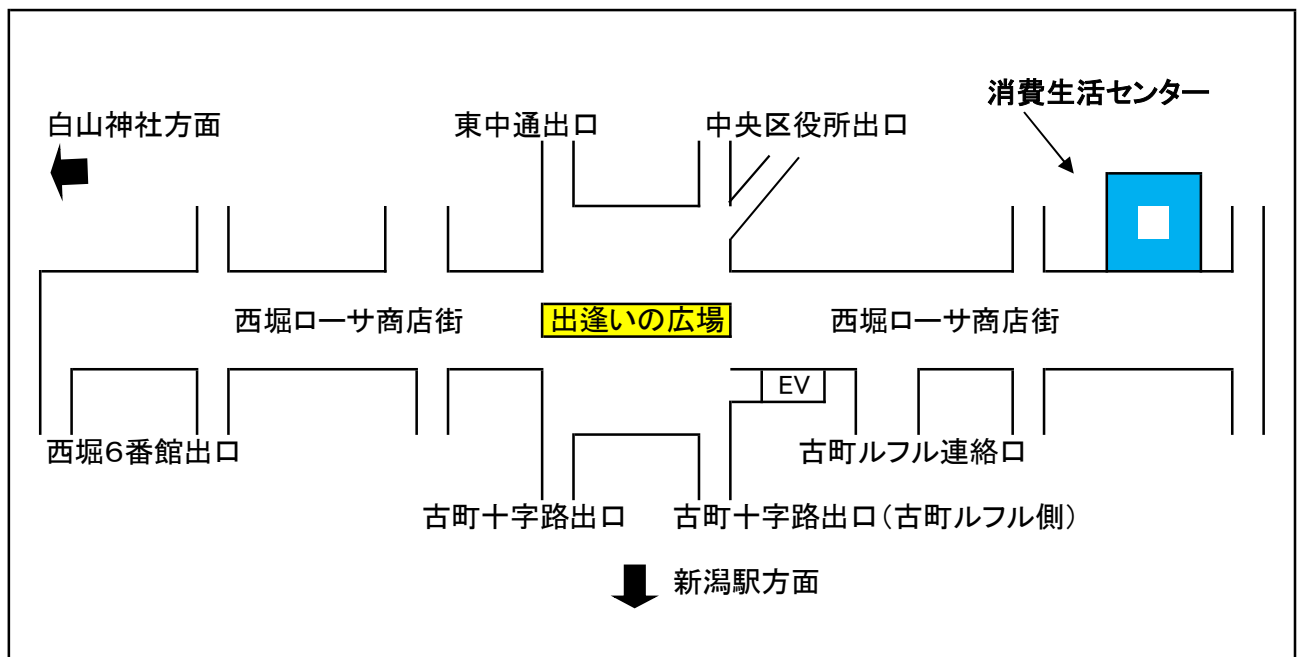 消費生活センター
白山神社方面
東中通出口
中央区役所出口
西堀ローサ商店街
出逢いの広場
西堀ローサ商店街
EV
西堀6番館出口
古町ルフル連絡口
古町十字路出口
古町十字路出口(古町ルフル側)
新潟駅方面